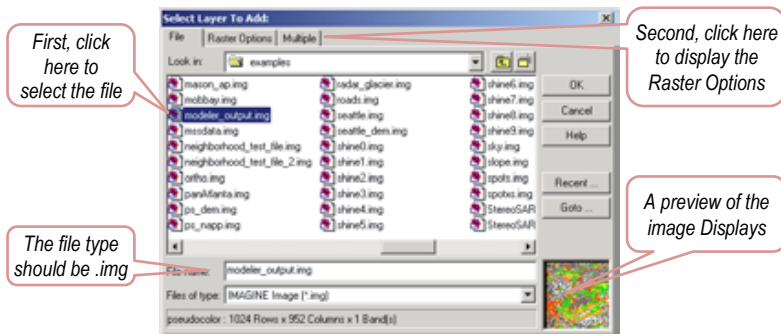 Select Layer To Add:
File Raster Options Multiple
Look in: examples
mason_ap.img
mobbay.img
modeler_output.img
mssdata.img
neighborhood_test_file.img
neighborhood_test_file_2.img
ortho.img
panAtlanta.img
ps_dem.img
ps_napp.img
radar_glacier.img
roads.img
seattle.img
seattle_dem.img
shine0.img
shine1.img
shine2.img
shine3.img
shine4.img
shine5.img
shine6.img
shine7.img
shine8.img
shine9.img
sky.img
slope.img
spots.img
spotxs.img
StereoSAR
StereoSAR
OK
Cancel
Help
Recent ...
Goto ...
File name: modeler_output.img
Files of type: IMAGINE Image (*.img)
pseudocolor : 1024 Rows x 952 Columns x 1 Band(s)
First, click
here to
select the file
The file type
should be .img
Second, click here
to display the
Raster Options
A preview of the
image Displays